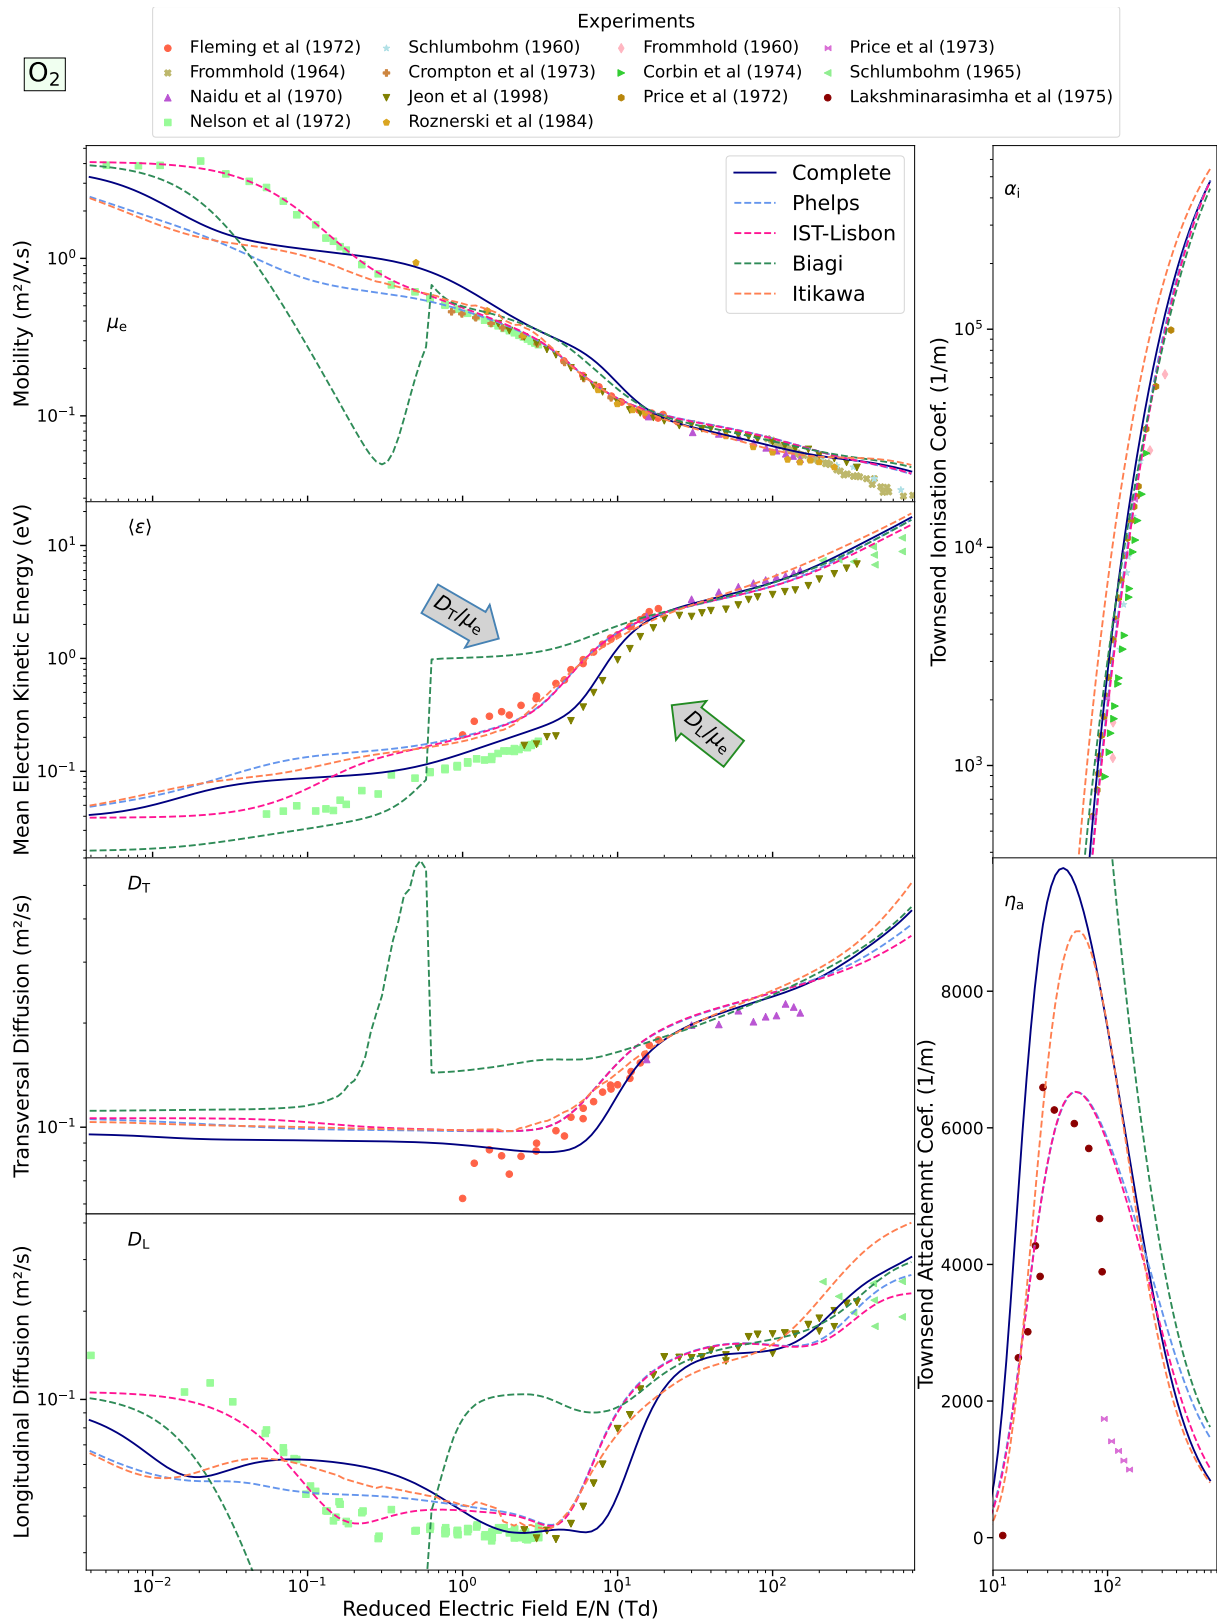 O₂
Experiments
Fleming et al (1972)
Schlumbohm (1960)
Frommhold (1960)
Price et al (1973)
Frommhold (1964)
Crompton et al (1973)
Corbin et al (1974)
Schlumbohm (1965)
Naidu et al (1970)
Jeon et al (1998)
Price et al (1972)
Lakshminarasimha et al (1975)
Nelson et al (1972)
Roznerski et al (1984)
Complete
Phelps
IST-Lisbon
Biagi
Itikawa
Mobility (m²/V.s)
10⁰
10⁻¹
μₑ
Mean Electron Kinetic Energy (eV)
10¹
10⁰
10⁻¹
⟨ε⟩
D_T/μₑ
D_L/μₑ
Transversal Diffusion (m²/s)
10⁻¹
D_T
Longitudinal Diffusion (m²/s)
10⁻¹
D_L
10⁻²
10⁻¹
10⁰
10¹
10²
Reduced Electric Field E/N (Td)
Townsend Ionisation Coef. (1/m)
α_i
10⁵
10⁴
10³
Townsend Attachemnt Coef. (1/m)
ηₐ
8000
6000
4000
2000
0
10¹
10²